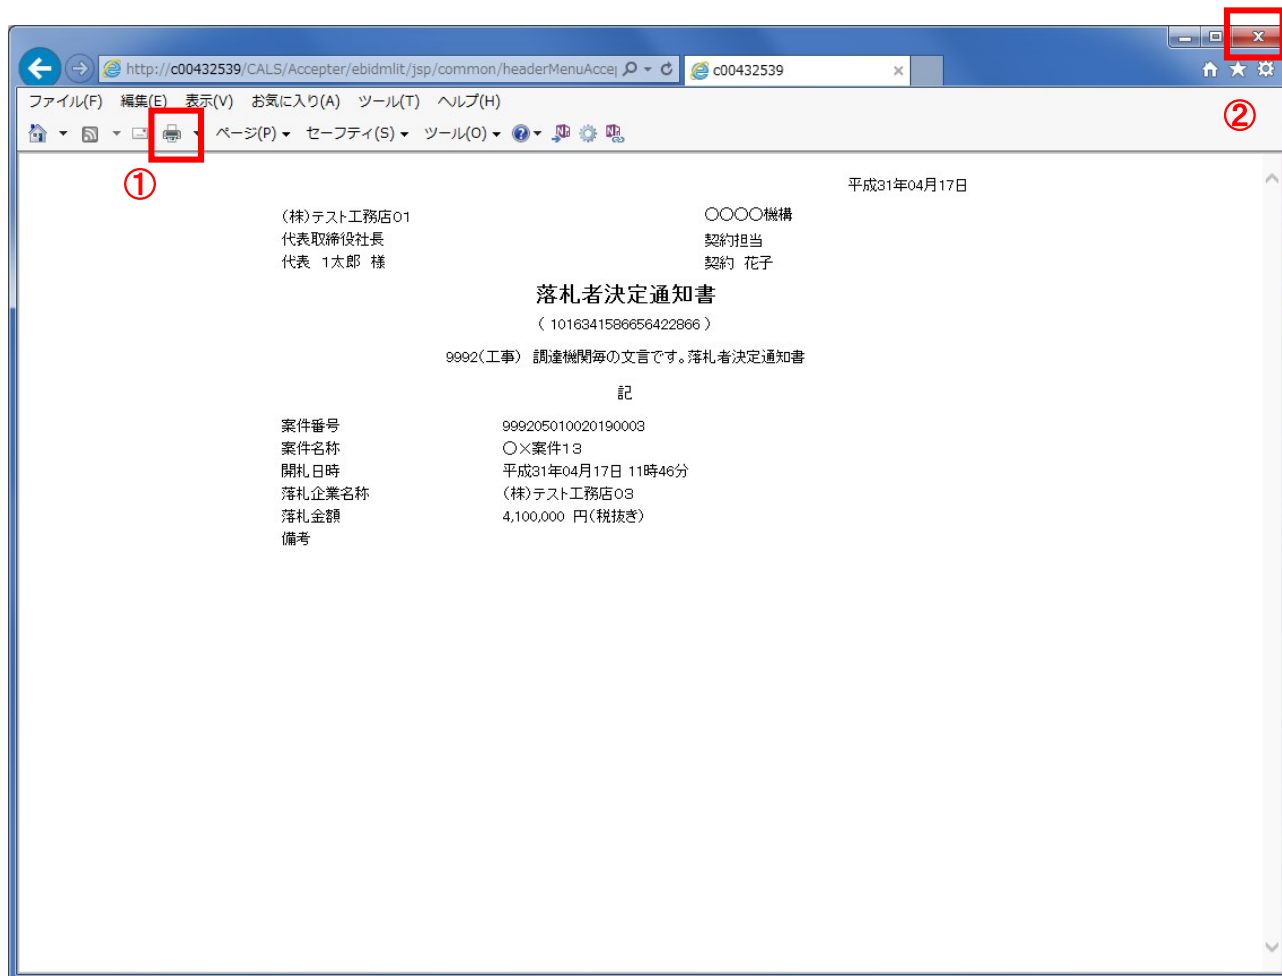 http://c00432539/CALS/Accepter/ebidmlit/jsp/common/headerMenuAccej
c00432539
②
ファイル(F) 編集(E) 表示(V) お気に入り(A) ツール(T) ヘルプ(H)
ページ(P) セーフティ(S) ツール(O)
①
平成31年04月17日
(株)テスト工務店01
代表取締役社長
代表 1太郎 様
〇〇〇〇機構
契約担当
契約 花子
落札者決定通知書
( 1016341586656422866 )
9992(工事) 調達機関毎の文言です。落札者決定通知書
記
案件番号 999205010020190003
案件名称 〇×案件13
開札日時 平成31年04月17日 11時46分
落札企業名称 (株)テスト工務店03
落札金額 4,100,000 円(税抜き)
備考